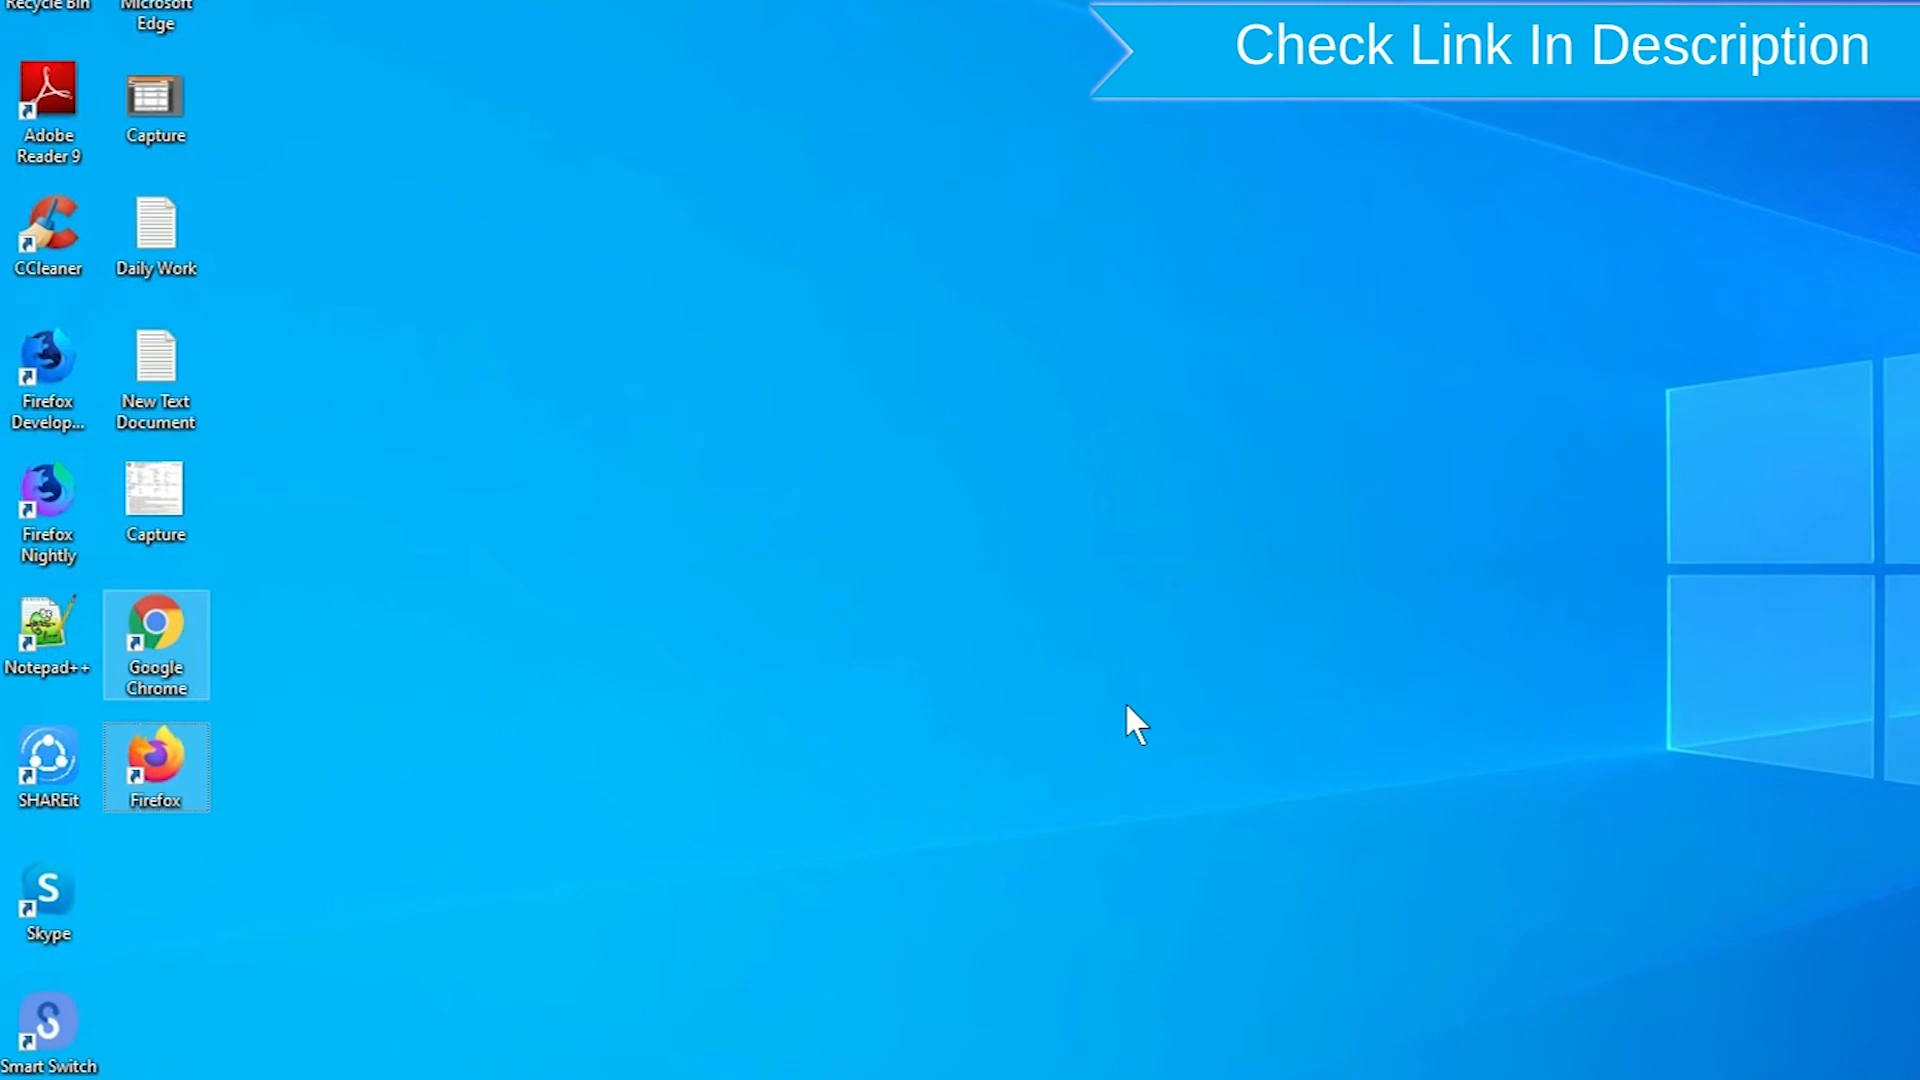 Recycle Bin
Microsoft
Edge
Check Link In Description
Adobe
Reader 9
Capture
CCleaner
Daily Work
Firefox
Develop...
New Text
Document
Firefox
Nightly
Capture
Notepad++
Google
Chrome
SHAREit
Firefox
Skype
Smart Switch